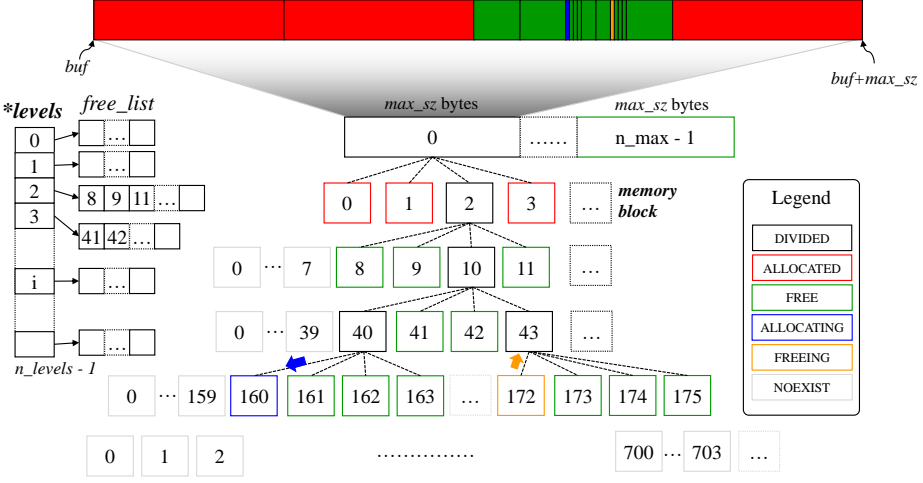 buf
buf+max_sz
*levels
free_list
max_sz bytes
max_sz bytes
0 ...
0 ...... n_max - 1
1 ...
2 8 9 11 ...
0 1 2 3 ... memory
block
3
41 42 ...
Legend
DIVIDED
ALLOCATED
FREE
ALLOCATING
FREEING
NOEXIST
0 ... 7 8 9 10 11 ...
i ...
0 ... 39 40 41 42 43 ...
...
n_levels - 1
0 ... 159 160 161 162 163 ... 172 173 174 175
0 1 2 ............... 700 ... 703 ...